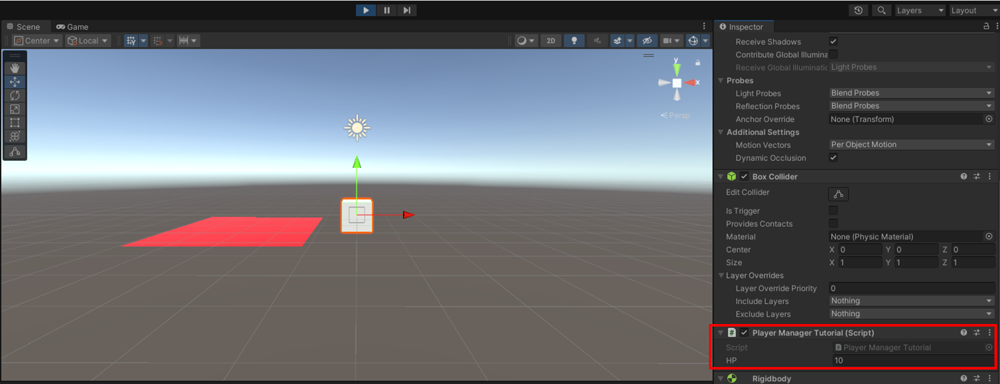 Layers
Layout
Scene
Game
Inspector
Center
Local
2D
Receive Shadows
Contribute Global Illumina
Receive Global Illuminatic
Light Probes
Probes
Light Probes
Blend Probes
Reflection Probes
Blend Probes
Anchor Override
None (Transform)
Additional Settings
Motion Vectors
Per Object Motion
Dynamic Occlusion
y
x
Persp
Box Collider
Edit Collider
Is Trigger
Provides Contacts
Material
None (Physic Material)
Center
X 0 Y 0 Z 0
Size
X 1 Y 1 Z 1
Layer Overrides
Layer Override Priority
0
Include Layers
Nothing
Exclude Layers
Nothing
# Player Manager Tutorial (Script)
Script
Player Manager Tutorial
HP
10
Rigidbody